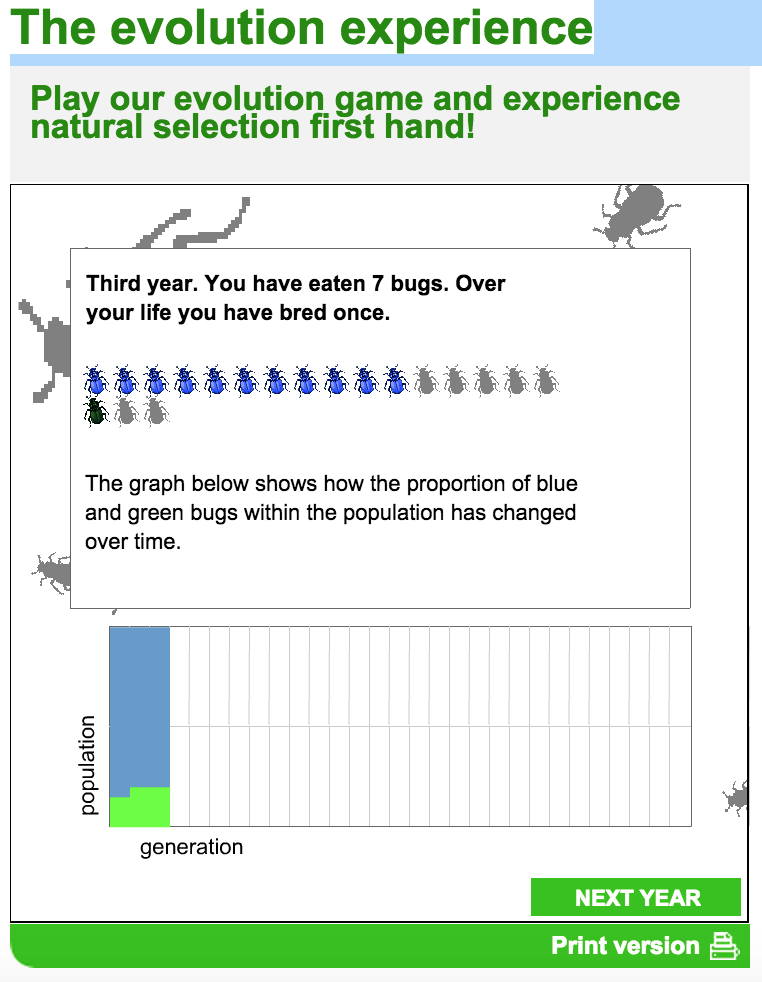 The evolution experience
Play our evolution game and experience
natural selection first hand!
Third year. You have eaten 7 bugs. Over
your life you have bred once.
The graph below shows how the proportion of blue
and green bugs within the population has changed
over time.
population
generation
NEXT YEAR
Print version